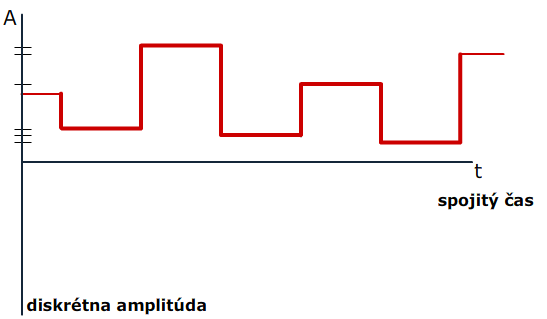 A
t
spojitý čas
diskrétna amplitúda